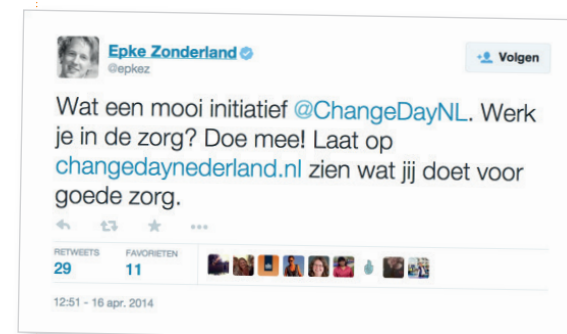 Epke Zonderland
@epkez
Volgen
Wat een mooi initiatief @ChangeDayNL. Werk
je in de zorg? Doe mee! Laat op
changedaynederland.nl zien wat jij doet voor
goede zorg.
RETWEETS FAVORIETEN
29 11
12:51 - 16 apr. 2014